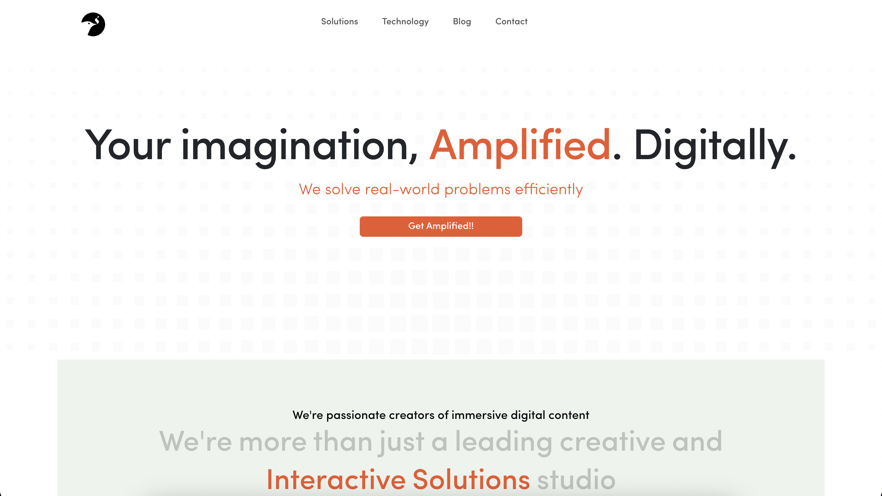 Solutions Technology Blog Contact
Your imagination, Amplified. Digitally.
We solve real-world problems efficiently
Get Amplified!!
We're passionate creators of immersive digital content
We're more than just a leading creative and
Interactive Solutions studio